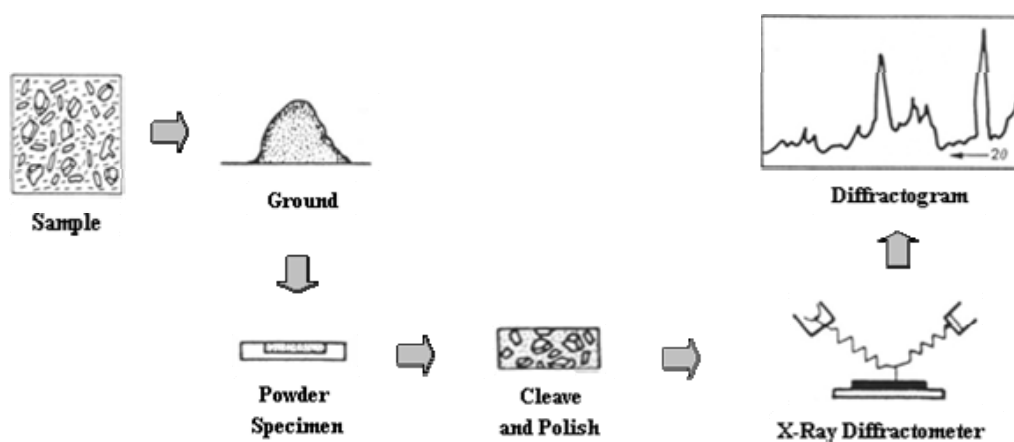 Sample
Ground
Powder
Specimen
Cleave
and Polish
X-Ray Diffractometer
Diffractogram
2θ